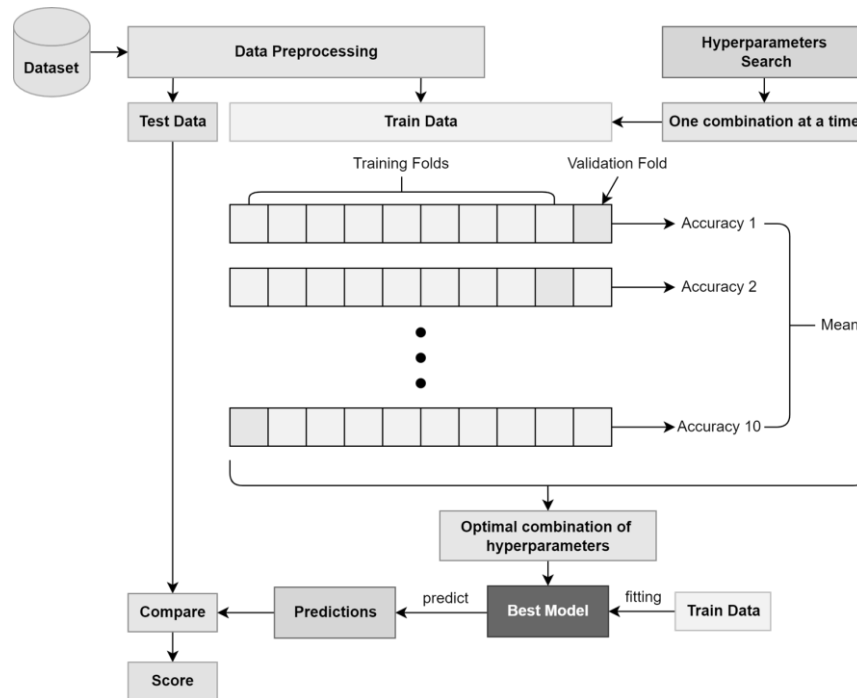 Dataset
Data Preprocessing
Hyperparameters
Search
Test Data
Train Data
One combination at a time
Training Folds
Validation Fold
Accuracy 1
Accuracy 2
Mean
Accuracy 10
Optimal combination of
hyperparameters
Compare
Predictions
predict
Best Model
fitting
Train Data
Score